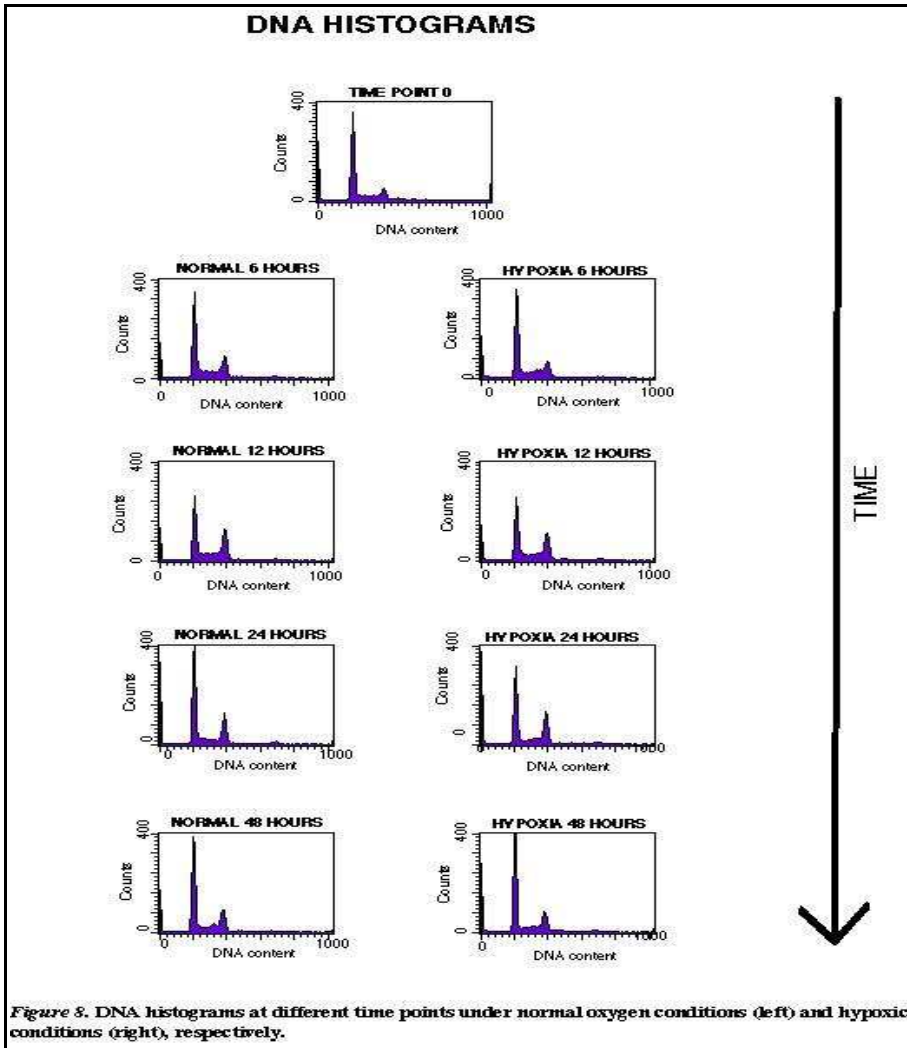 DNA HISTOGRAMS
TIME POINT 0
400
Counts
0
0 1000
DNA content
NORMAL 6 HOURS
400
Counts
0
0 1000
DNA content
HYPOXIA 6 HOURS
400
Counts
0
0 1000
DNA content
NORMAL 12 HOURS
400
Counts
0
0 1000
DNA content
HYPOXIA 12 HOURS
400
Counts
0
0 1000
DNA content
NORMAL 24 HOURS
400
Counts
0
0 1000
DNA content
HYPOXIA 24 HOURS
400
Counts
0
0 1000
DNA content
NORMAL 48 HOURS
400
Counts
0
0 1000
DNA content
HYPOXIA 48 HOURS
400
Counts
0
0 1000
DNA content
TIME
Figure 8. DNA histograms at different time points under normal oxygen conditions (left) and hypoxic
conditions (right), respectively.